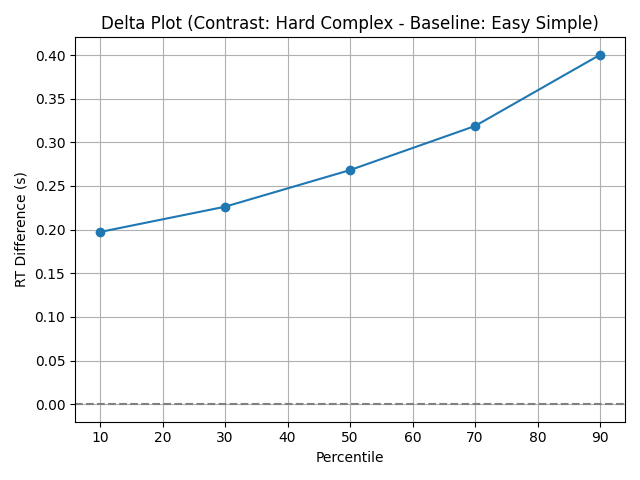 Delta Plot (Contrast: Hard Complex - Baseline: Easy Simple)
0.40
0.35
0.30
0.25
0.20
0.15
0.10
0.05
0.00
RT Difference (s)
10 20 30 40 50 60 70 80 90
Percentile